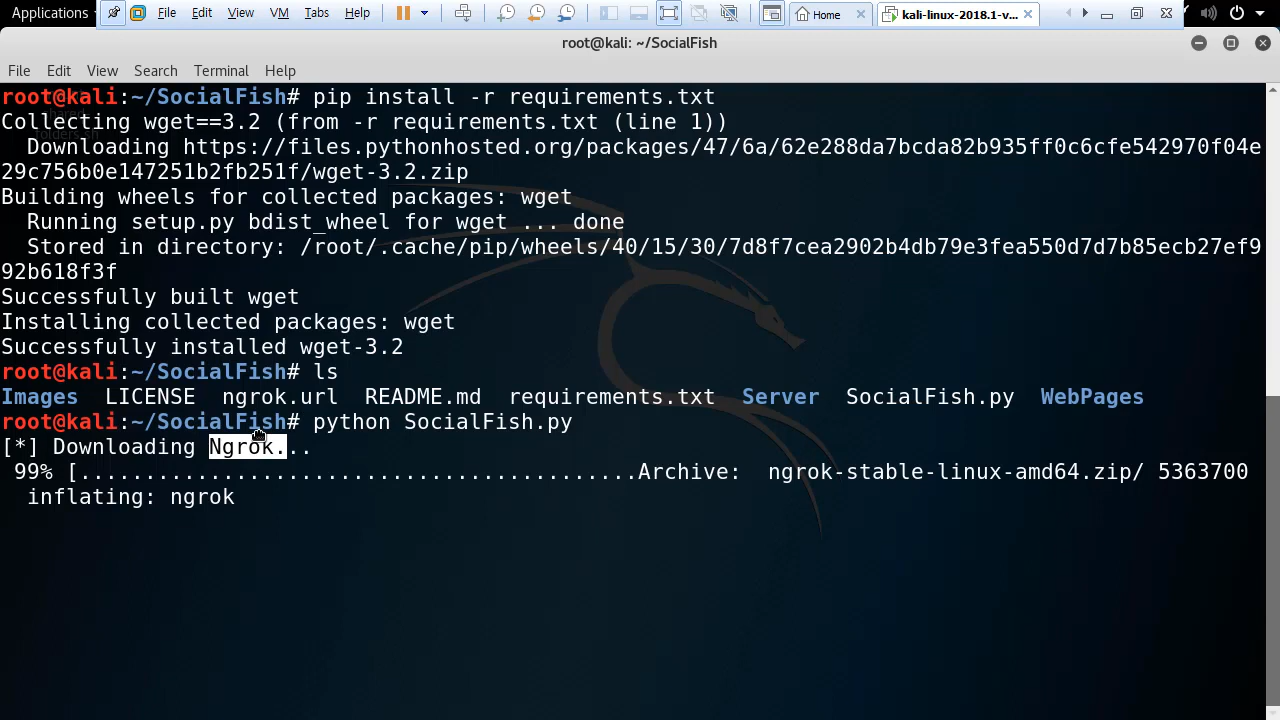 Applications File Edit View VM Tabs Help Home kali-linux-2018.1-v...
root@kali: ~/SocialFish
File Edit View Search Terminal Help
root@kali:~/SocialFish# pip install -r requirements.txt
Collecting wget==3.2 (from -r requirements.txt (line 1))
Downloading https://files.pythonhosted.org/packages/47/6a/62e288da7bcda82b935ff0c6cfe542970f04e
29c756b0e147251b2fb251f/wget-3.2.zip
Building wheels for collected packages: wget
Running setup.py bdist_wheel for wget ... done
Stored in directory: /root/.cache/pip/wheels/40/15/30/7d8f7cea2902b4db79e3fea550d7d7b85ecb27ef9
92b618f3f
Successfully built wget
Installing collected packages: wget
Successfully installed wget-3.2
root@kali:~/SocialFish# ls
Images LICENSE ngrok.url README.md requirements.txt Server SocialFish.py WebPages
root@kali:~/SocialFish# python SocialFish.py
[*] Downloading Ngrok...
99% [...........................................Archive: ngrok-stable-linux-amd64.zip/ 5363700
inflating: ngrok